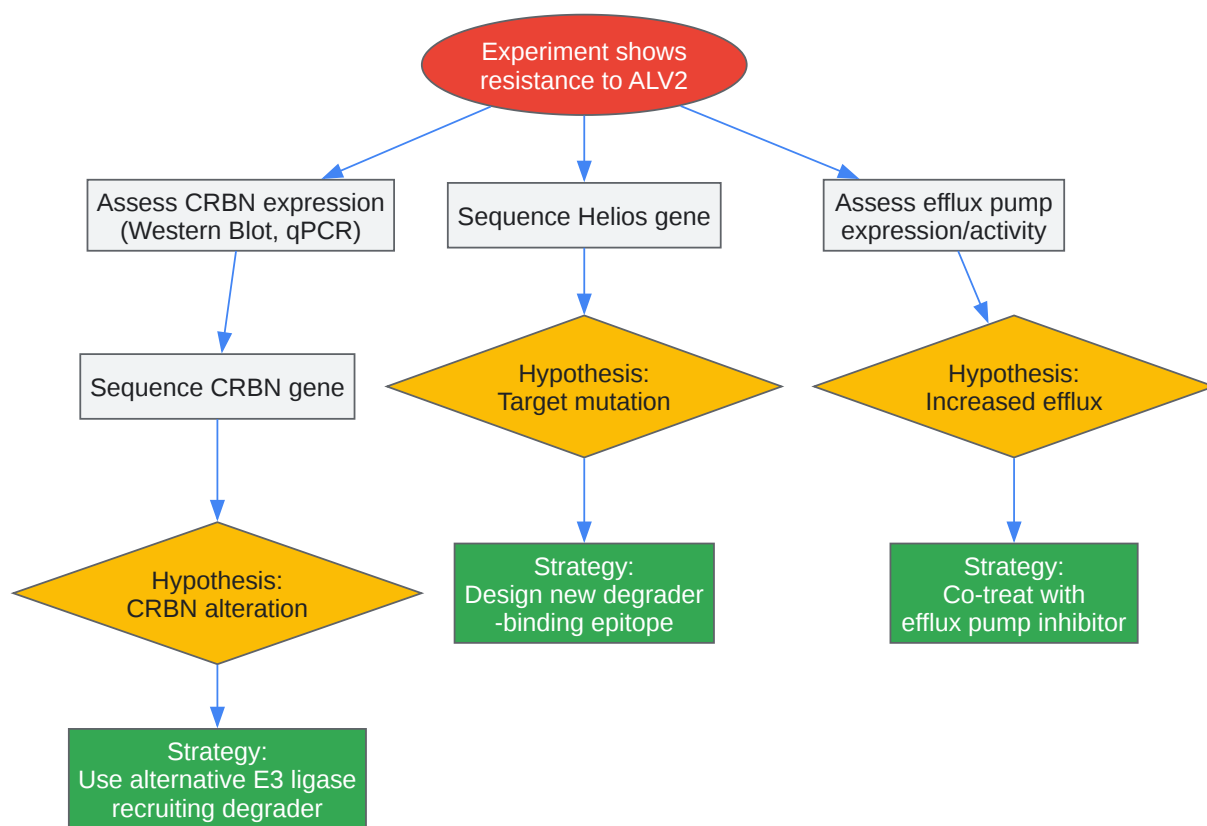 Experiment shows
resistance to ALV2
Assess CRBN expression
(Western Blot, qPCR)
Sequence Helios gene
Assess efflux pump
expression/activity
Sequence CRBN gene
Hypothesis:
Target mutation
Hypothesis:
Increased efflux
Hypothesis:
CRBN alteration
Strategy:
Design new degrader
-binding epitope
Strategy:
Co-treat with
efflux pump inhibitor
Strategy:
Use alternative E3 ligase
recruiting degrader